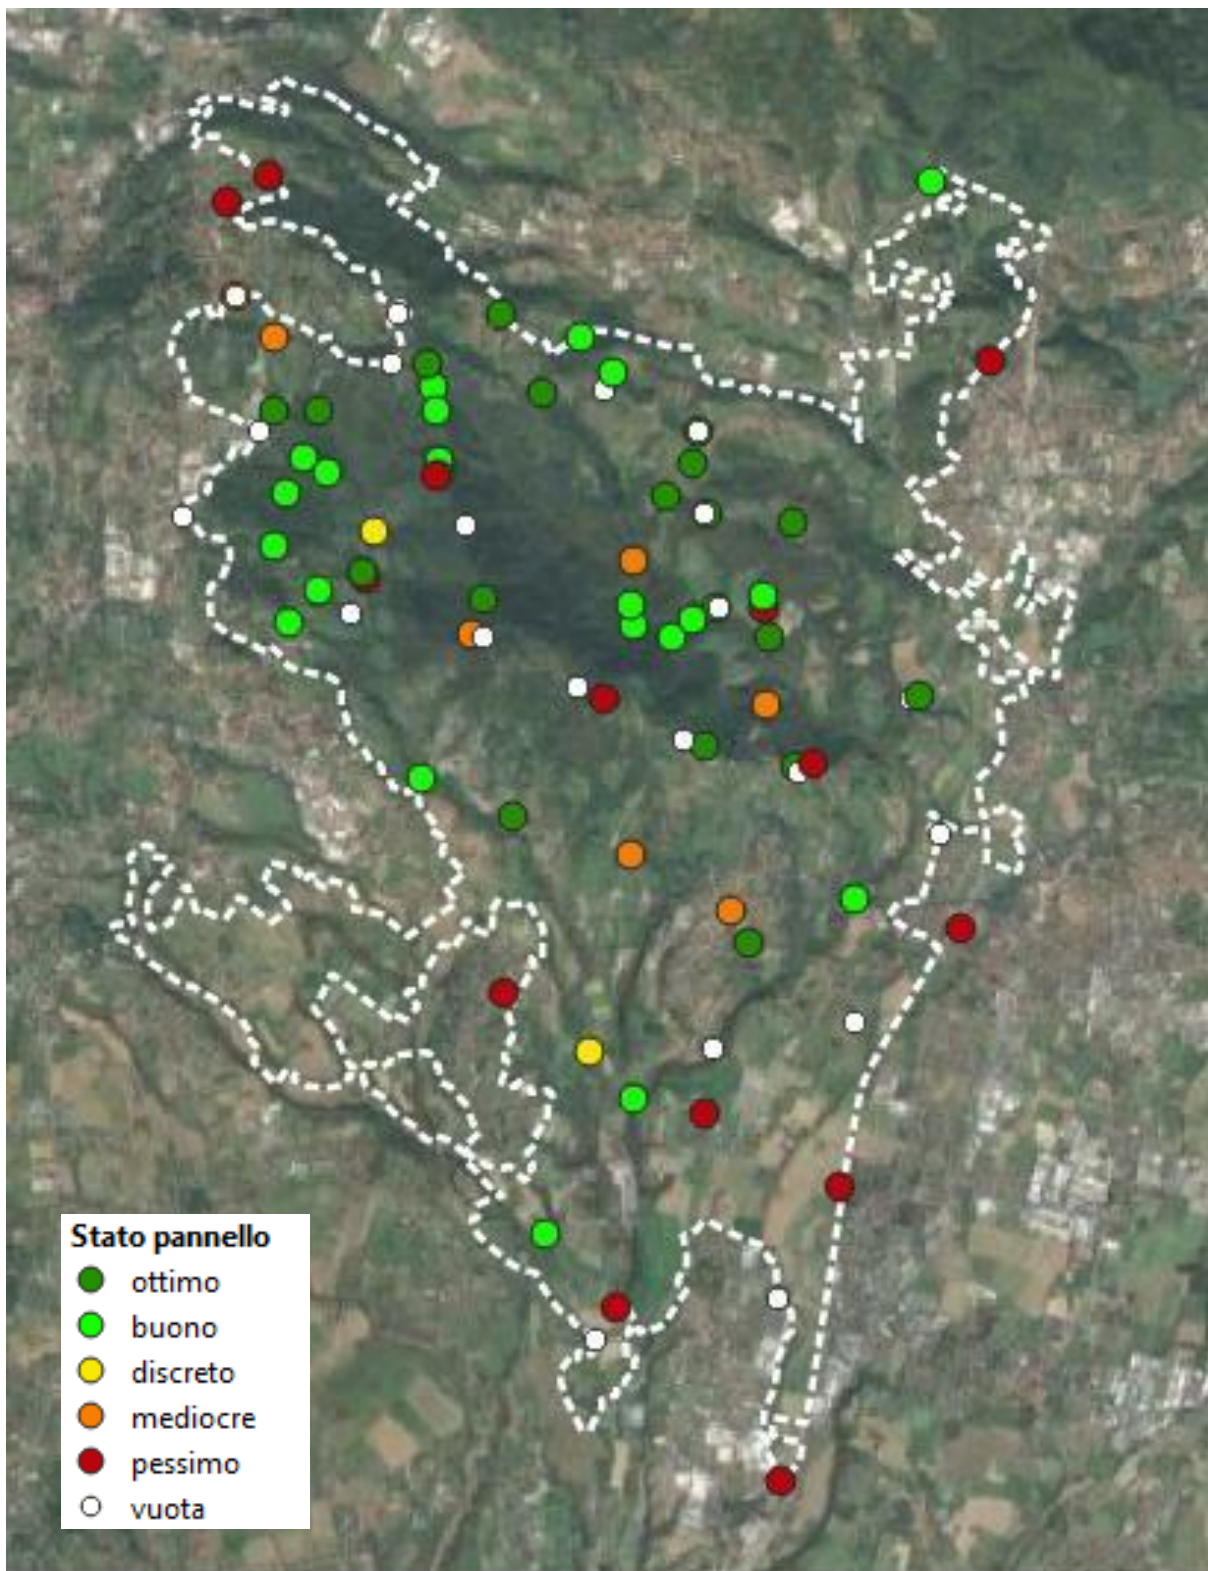 Stato pannello
ottimo
buono
discreto
mediocre
pessimo
vuota